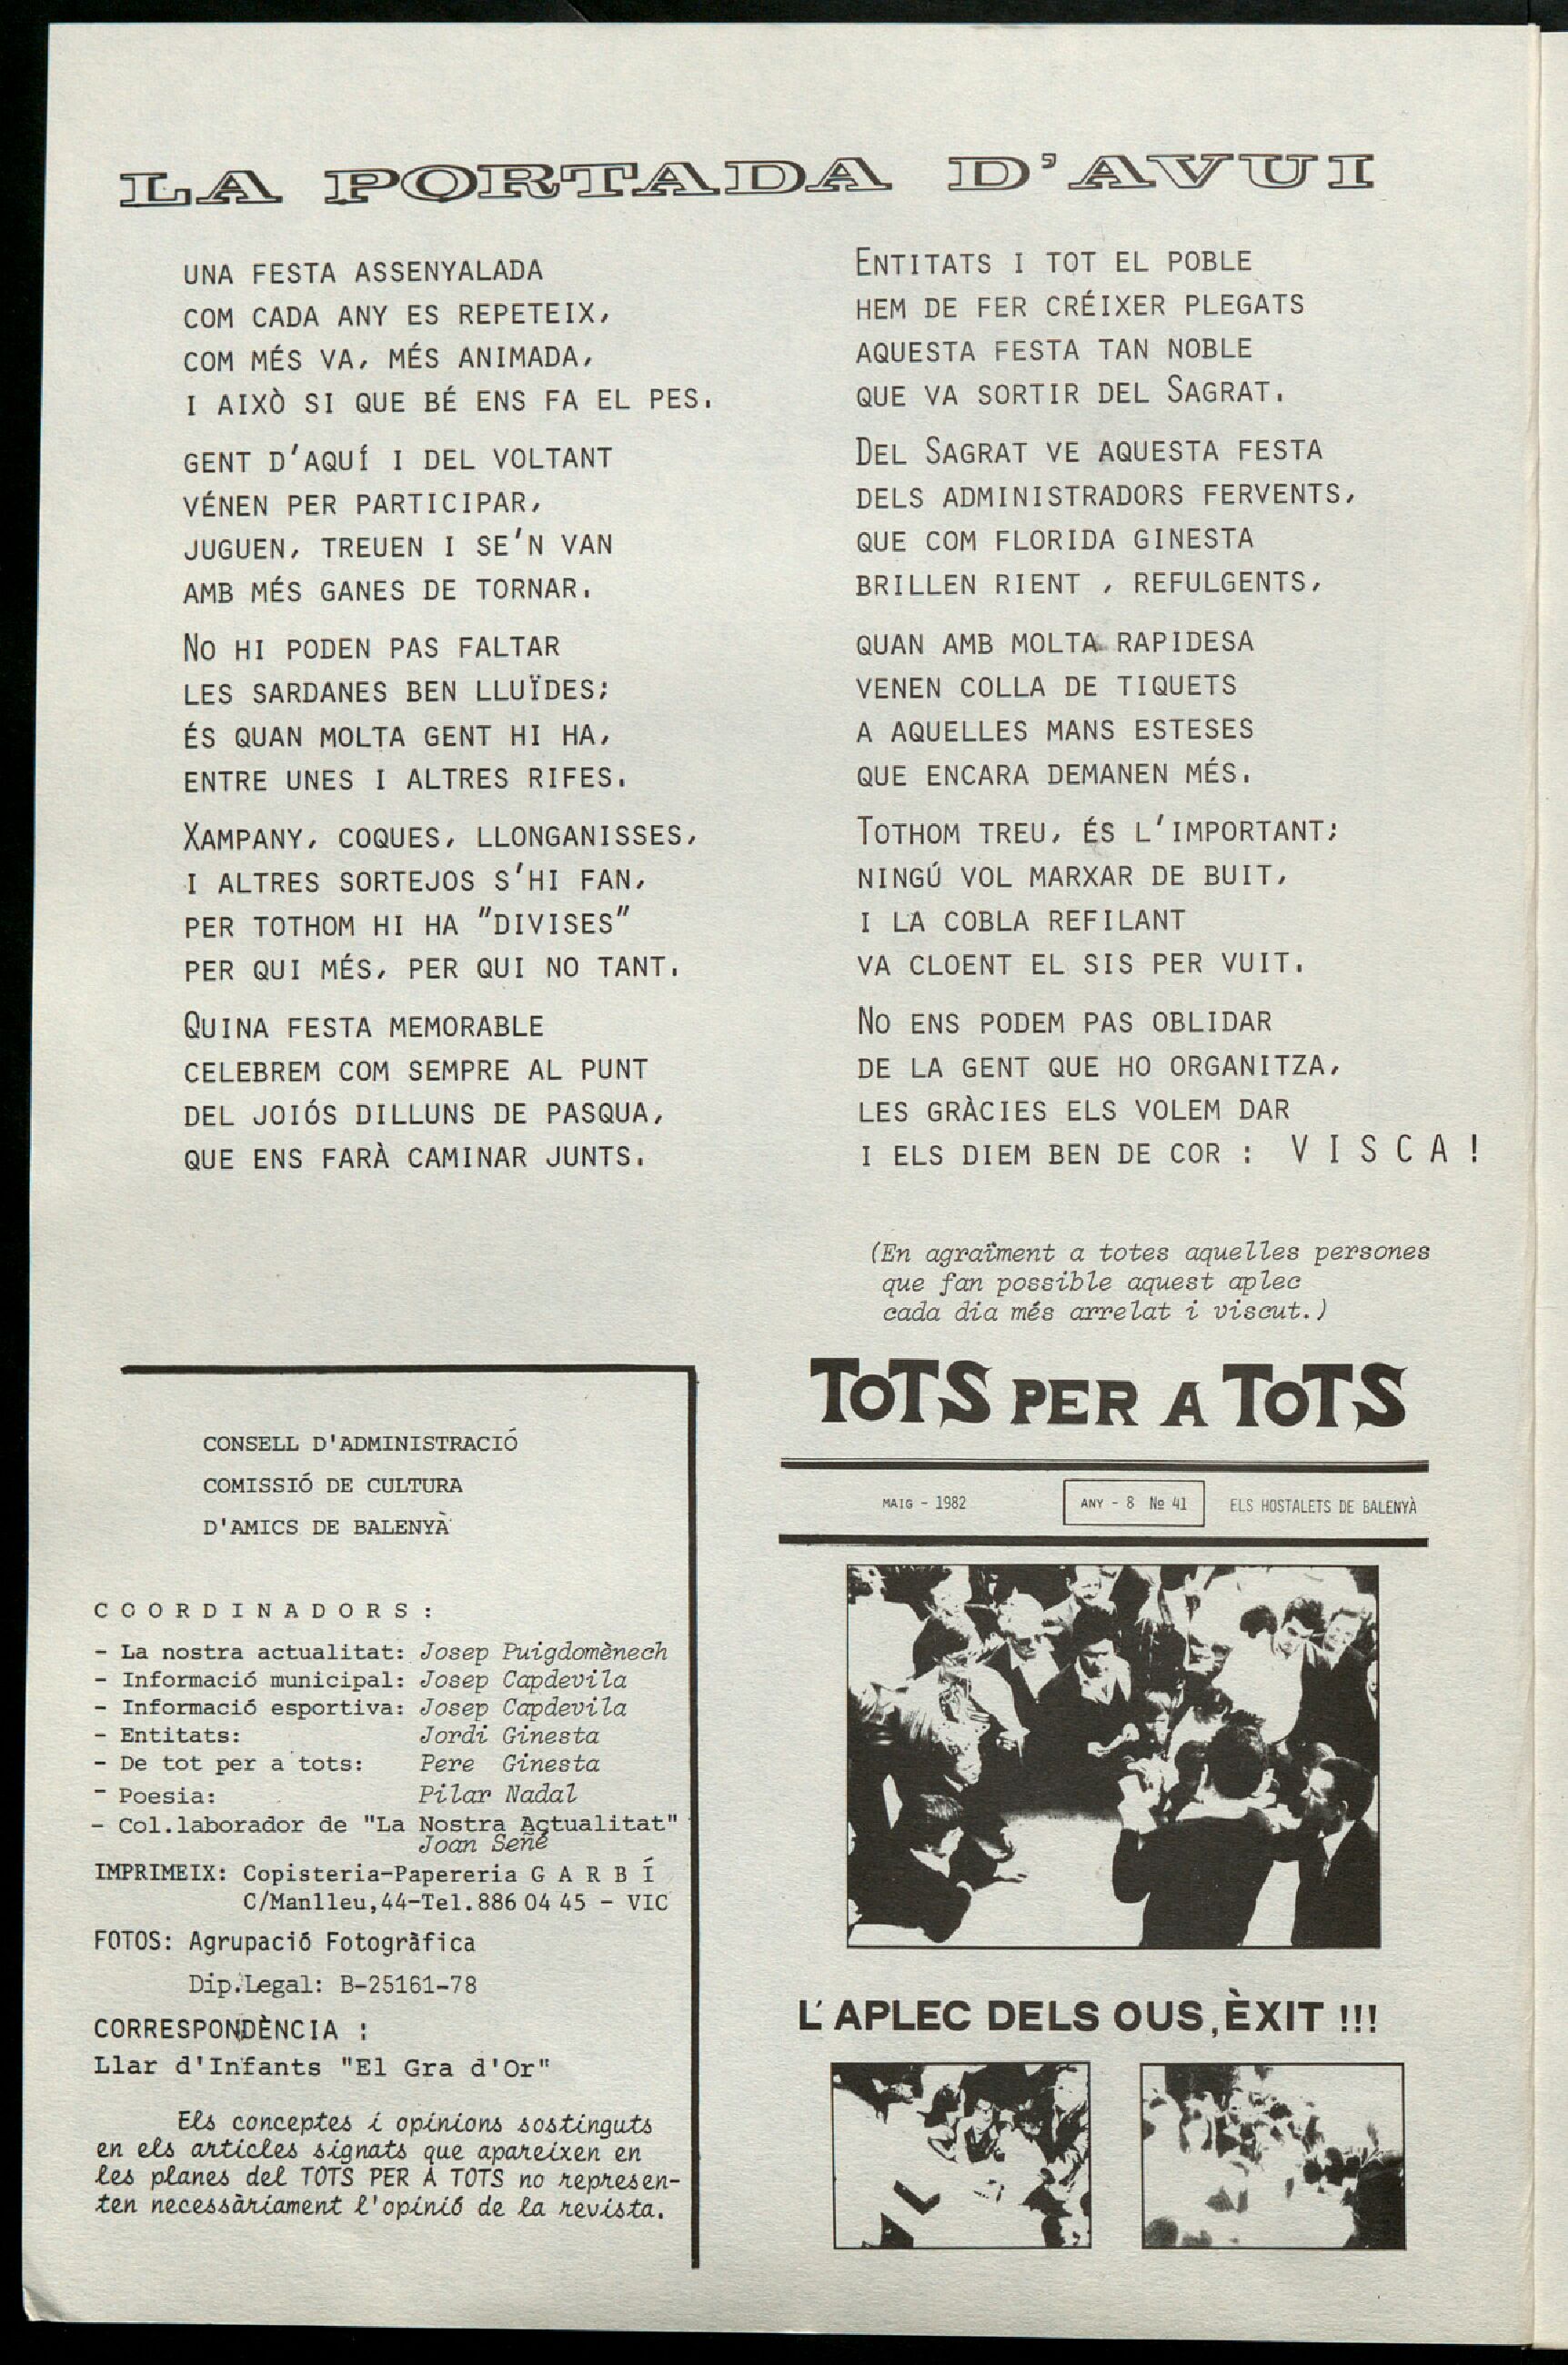 LA PORTADA D'AVUI
UNA FESTA ASSENYALADA
COM CADA ANY ES REPETEIX,
COM MÉS VA, MÉS ANIMADA,
I AIXÒ SI QUE BÉ ENS FA EL PES.
GENT D'AQUÍ I DEL VOLTANT
VÉNEN PER PARTICIPAR,
JUGUEN, TREUEN I SE'N VAN
AMB MÉS GANES DE TORNAR.
NO HI PODEN PAS FALTAR
LES SARDANES BEN LLUÏDES;
ÉS QUAN MOLTA GENT HI HA,
ENTRE UNES I ALTRES RIFES.
XAMPANY, COQUES, LLONGANISSES,
I ALTRES SORTEJOS S'HI FAN,
PER TOTHOM HI HA "DIVISES"
PER QUI MÉS, PER QUI NO TANT.
QUINA FESTA MEMORABLE
CELEBREM COM SEMPRE AL PUNT
DEL JOIÓS DILLUNS DE PASQUA,
QUE ENS FARÀ CAMINAR JUNTS.
ENTITATS I TOT EL POBLE
HEM DE FER CRÉIXER PLEGATS
AQUESTA FESTA TAN NOBLE
QUE VA SORTIR DEL SAGRAT.
DEL SAGRAT VE AQUESTA FESTA
DELS ADMINISTRADORS FERVENTS,
QUE COM FLORIDA GINESTA
BRILLEN RIENT , REFULGENTS,
QUAN AMB MOLTA RAPIDESA
VENEN COLLA DE TIQUETS
A AQUELLES MANS ESTESES
QUE ENCARA DEMANEN MÉS.
TOTHOM TREU, ÉS L'IMPORTANT;
NINGÚ VOL MARXAR DE BUIT,
I LA COBLA REFILANT
VA CLOENT EL SIS PER VUIT.
NO ENS PODEM PAS OBLIDAR
DE LA GENT QUE HO ORGANITZA,
LES GRÀCIES ELS VOLEM DAR
I ELS DIEM BEN DE COR : V I S C A !
(En agraïment a totes aquelles persones
que fan possible aquest aplec
cada dia més arrelat i viscut.)
CONSELL D'ADMINISTRACIÓ
COMISSIÓ DE CULTURA
D'AMICS DE BALENYÀ
C O O R D I N A D O R S :
- La nostra actualitat: Josep Puigdomènech
- Informació municipal: Josep Capdevila
- Informació esportiva: Josep Capdevila
- Entitats: Jordi Ginesta
- De tot per a tots: Pere Ginesta
- Poesia: Pilar Nadal
- Col.laborador de "La Nostra Actualitat"
Joan Señé
IMPRIMEIX: Copisteria-Papereria G A R B Í
C/Manlleu,44-Tel.886 04 45 - VIC
FOTOS: Agrupació Fotogràfica
Dip.Legal: B-25161-78
CORRESPONDÈNCIA :
Llar d'Infants "El Gra d'Or"
Els conceptes i opinions sostinguts
en els articles signats que apareixen en
les planes del TOTS PER A TOTS no represen-
ten necessàriament l'opinió de la revista.
TOTS PER A TOTS
MAIG - 1982 ANY - 8 Nº 41 ELS HOSTALETS DE BALENYÀ
L'APLEC DELS OUS, ÈXIT !!!